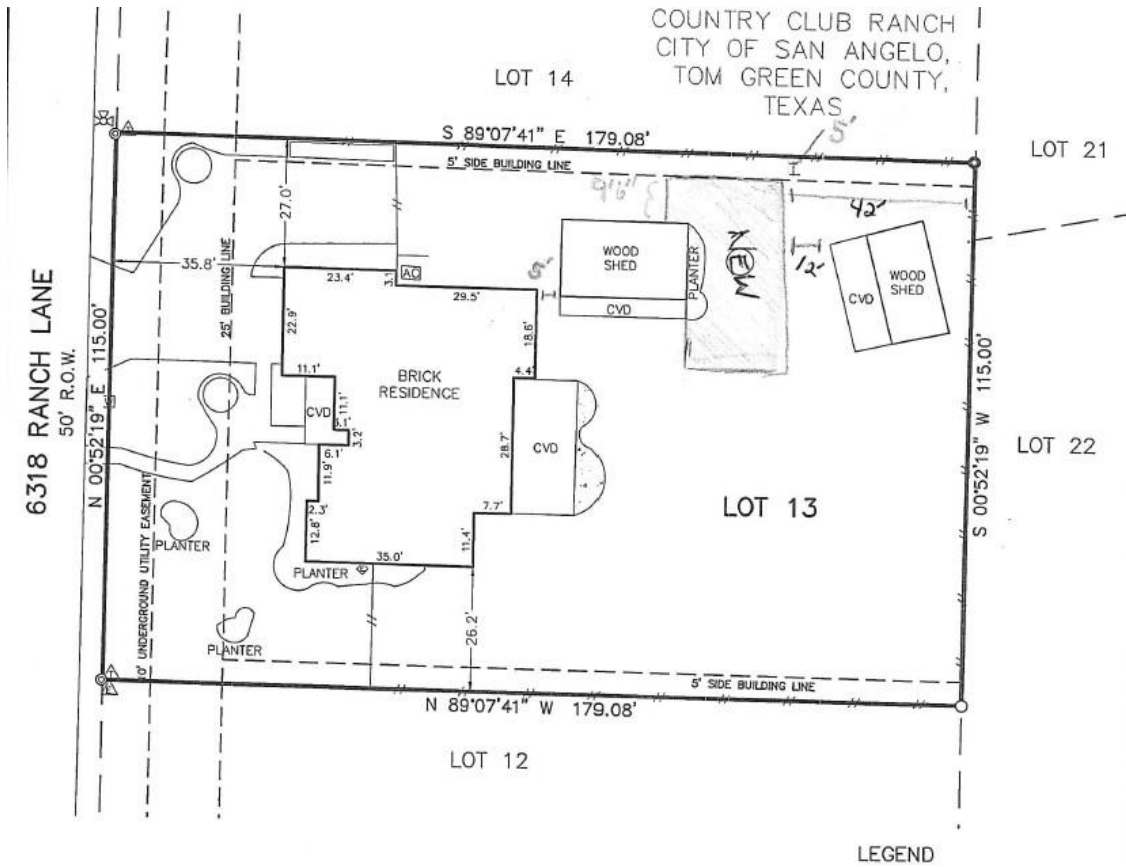 COUNTRY CLUB RANCH
CITY OF SAN ANGELO,
TOM GREEN COUNTY,
TEXAS
LOT 14
5'
S 89°07'41" E 179.08'
5' SIDE BUILDING LINE
LOT 21
9'6"
42'
27.0'
35.8'
23.4'
3.1'
AC
29.5'
5'
WOOD
SHED
CVD
PLANTER
NEW
12'
CVD
WOOD
SHED
25' BUILDING LINE
22.9'
18.6'
6318 RANCH LANE
50' R.O.W.
N 00°52'19" E 115.00'
S 00°52'19" W 115.00'
11.1'
BRICK
RESIDENCE
4.4'
CVD
11.1'
6.1'
3.2'
6.1'
28.7'
CVD
LOT 22
11.9'
LOT 13
2.3'
7.7'
12.8'
11.4'
10' UNDERGROUND UTILITY EASEMENT
PLANTER
35.0'
PLANTER
E
26.2'
PLANTER
5' SIDE BUILDING LINE
N 89°07'41" W 179.08'
LOT 12
LEGEND